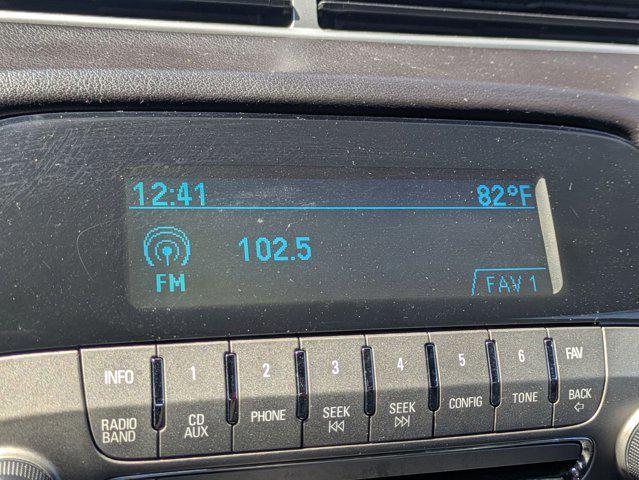 12:41 82°F
102.5
FM FAV 1
INFO 1 2 3 4 5 6 FAV
RADIO BAND CD AUX PHONE SEEK SEEK CONFIG TONE BACK